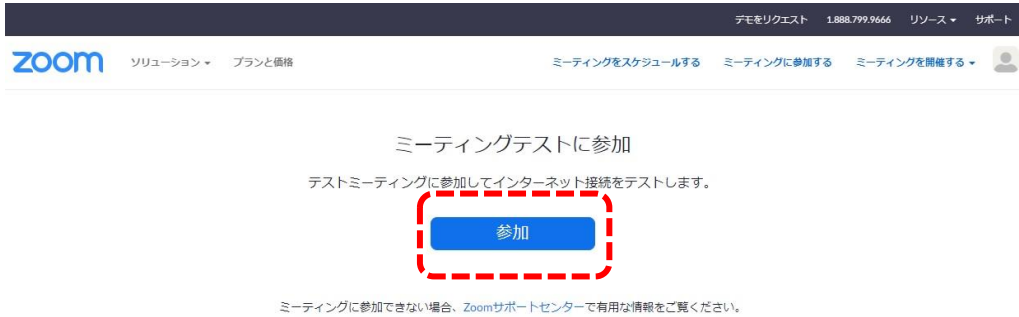 デモをリクエスト 1.888.799.9666 リソース サポート
zoom ソリューション プランと価格 ミーティングをスケジュールする ミーティングに参加する ミーティングを開催する
ミーティングテストに参加
テストミーティングに参加してインターネット接続をテストします。
参加
ミーティングに参加できない場合、Zoomサポートセンターで有用な情報をご覧ください。